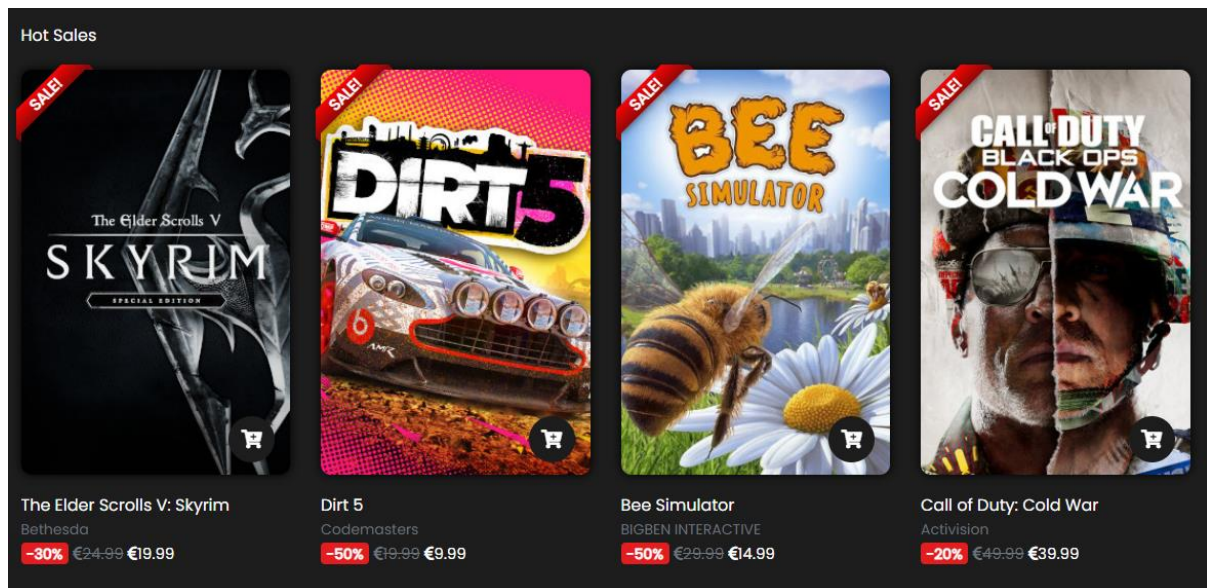 Hot Sales
SALE!
The Elder Scrolls V
SKYRIM
SPECIAL EDITION
SALE!
DIRT 5
AMR
SALE!
BEE
SIMULATOR
SALE!
CALL OF DUTY
BLACK OPS
COLD WAR
The Elder Scrolls V: Skyrim
Bethesda
-30% €24.99 €19.99
Dirt 5
Codemasters
-50% €19.99 €9.99
Bee Simulator
BIGBEN INTERACTIVE
-50% €29.99 €14.99
Call of Duty: Cold War
Activision
-20% €49.99 €39.99